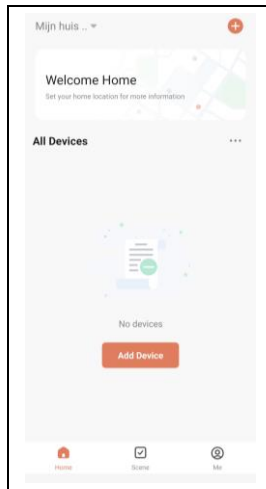 Mijn huis ..
Welcome Home
Set your home location for more information
All Devices
No devices
Add Device
Home
Scene
Me